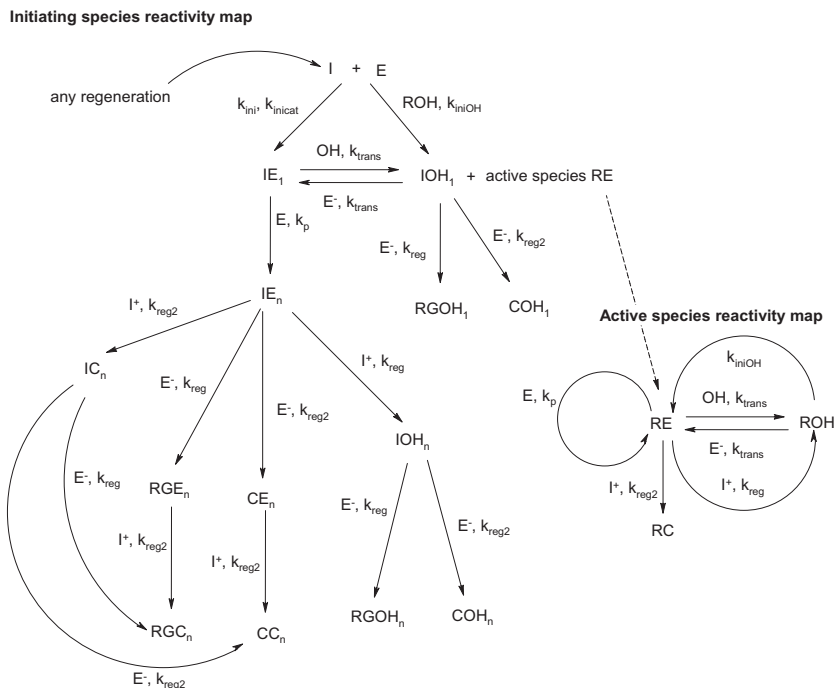 Initiating species reactivity map
I + E
any regeneration
k_ini, k_inicat
ROH, k_iniOH
OH, k_trans
IE_1
IOH_1 + active species RE
E^-, k_trans
E, k_p
E^-, k_reg
E^-, k_reg2
IE_n
RGOH_1
COH_1
I^+, k_reg2
Active species reactivity map
k_iniOH
IC_n
I^+, k_reg
E^-, k_reg
E, k_p
OH, k_trans
E^-, k_reg2
RE
ROH
IOH_n
E^-, k_trans
E^-, k_reg
RGE_n
CE_n
I^+, k_reg2
I^+, k_reg
E^-, k_reg
E^-, k_reg2
RC
I^+, k_reg2
I^+, k_reg2
RGOH_n
COH_n
RGC_n
CC_n
E^-, k_reg2